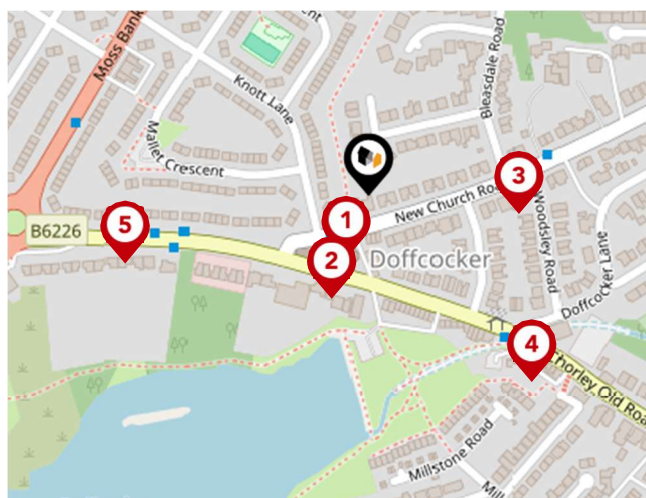 Moss Bank
Knott Lane
Bleasdale Road
Mallet Crescent
3
1
New Church Ro
5
B6226
Woodsley Road
2
Doffcocker
Doffcocker Lane
4
Chorley Old Road
Millstone Road